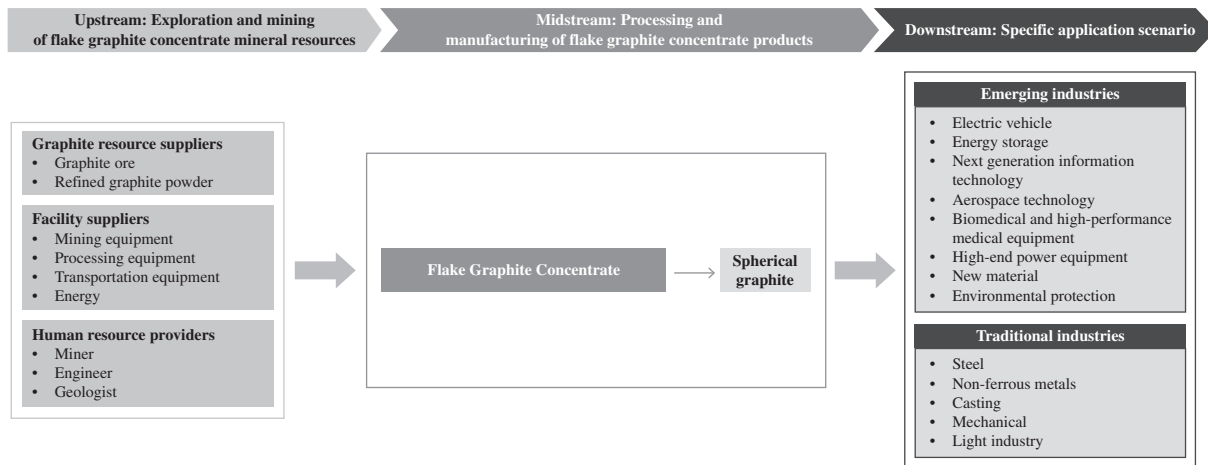 Upstream: Exploration and mining
of flake graphite concentrate mineral resources
Midstream: Processing and
manufacturing of flake graphite concentrate products
Downstream: Specific application scenario
Graphite resource suppliers
• Graphite ore
• Refined graphite powder
Facility suppliers
• Mining equipment
• Processing equipment
• Transportation equipment
• Energy
Human resource providers
• Miner
• Engineer
• Geologist
Flake Graphite Concentrate
Spherical
graphite
Emerging industries
• Electric vehicle
• Energy storage
• Next generation information
technology
• Aerospace technology
• Biomedical and high-performance
medical equipment
• High-end power equipment
• New material
• Environmental protection
Traditional industries
• Steel
• Non-ferrous metals
• Casting
• Mechanical
• Light industry